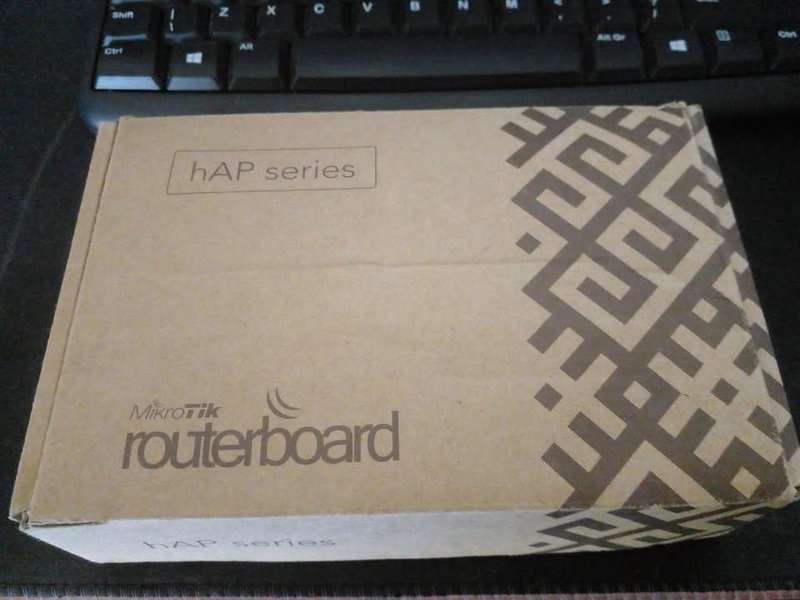 Shift | \ Z X C V B N M ?
Ctrl Alt Alt Gr Ctrl
hAP series
MikroTik
routerboard
hAP series